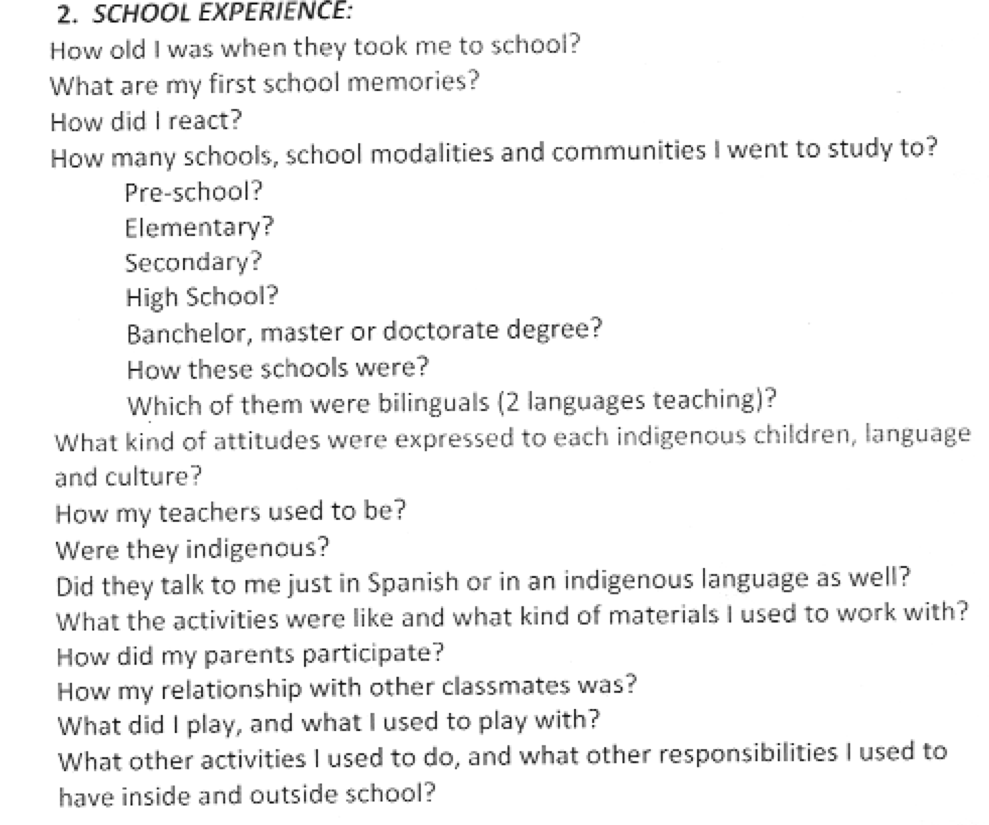 2. SCHOOL EXPERIENCE:
How old I was when they took me to school?
What are my first school memories?
How did I react?
How many schools, school modalities and communities I went to study to?
Pre-school?
Elementary?
Secondary?
High School?
Banchelor, master or doctorate degree?
How these schools were?
Which of them were bilinguals (2 languages teaching)?
What kind of attitudes were expressed to each indigenous children, language
and culture?
How my teachers used to be?
Were they indigenous?
Did they talk to me just in Spanish or in an indigenous language as well?
What the activities were like and what kind of materials I used to work with?
How did my parents participate?
How my relationship with other classmates was?
What did I play, and what I used to play with?
What other activities I used to do, and what other responsibilities I used to
have inside and outside school?